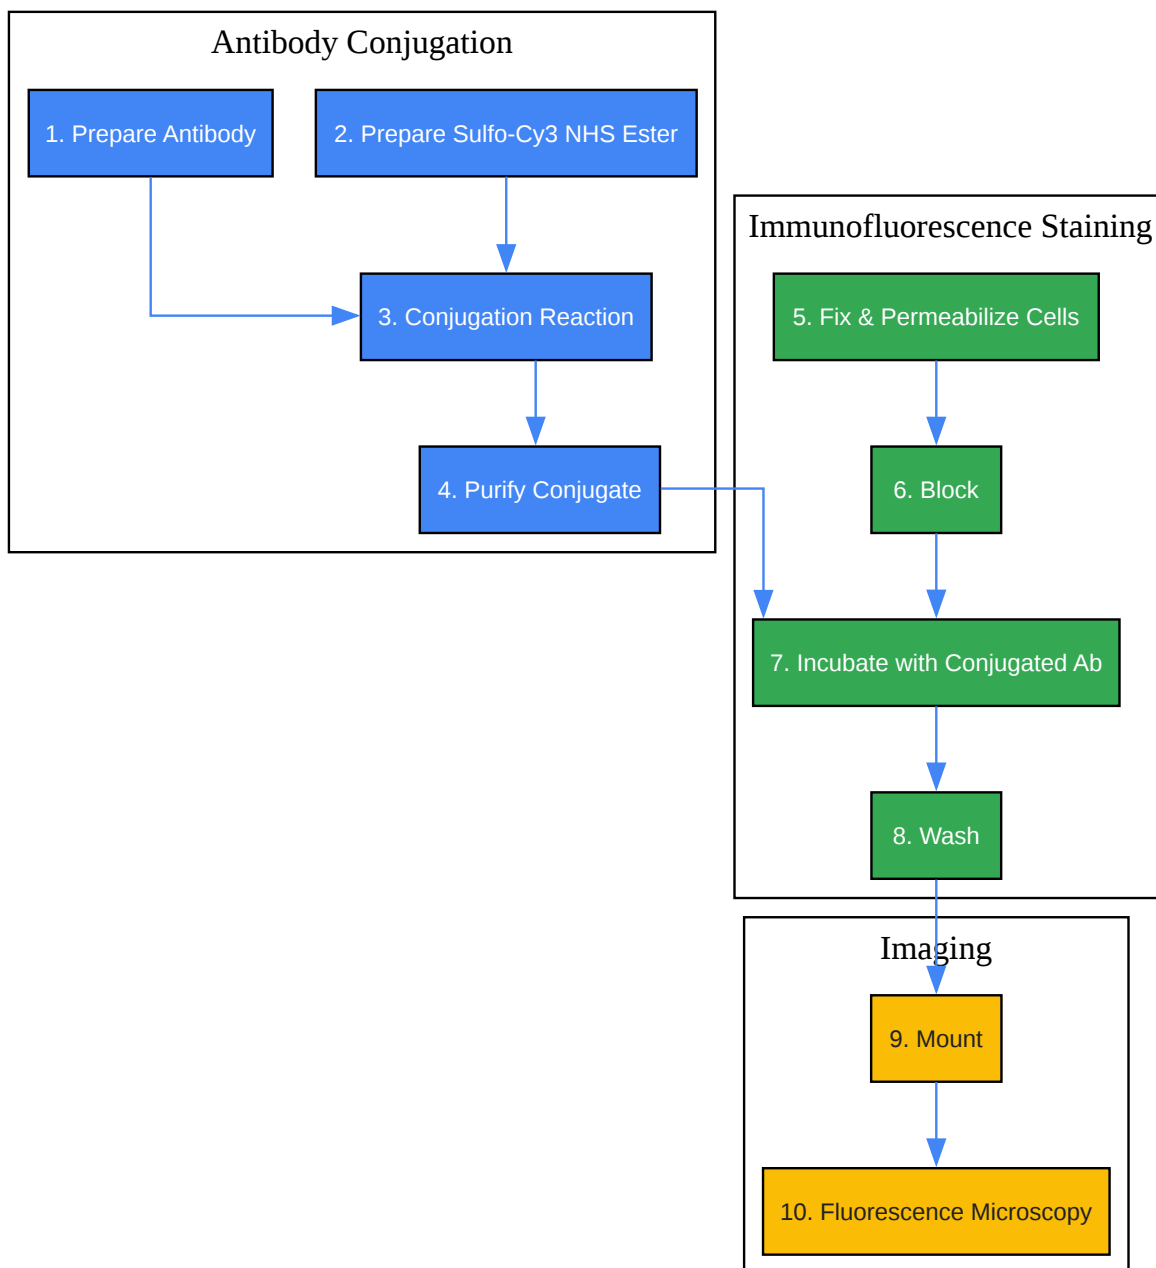 Antibody Conjugation
1. Prepare Antibody
2. Prepare Sulfo-Cy3 NHS Ester
3. Conjugation Reaction
4. Purify Conjugate
Immunofluorescence Staining
5. Fix & Permeabilize Cells
6. Block
7. Incubate with Conjugated Ab
8. Wash
Imaging
9. Mount
10. Fluorescence Microscopy